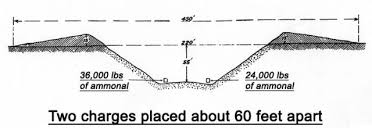 450'
220'
55'
36,000 lbs of ammonal
24,000 lbs of ammonal
Two charges placed about 60 feet apart